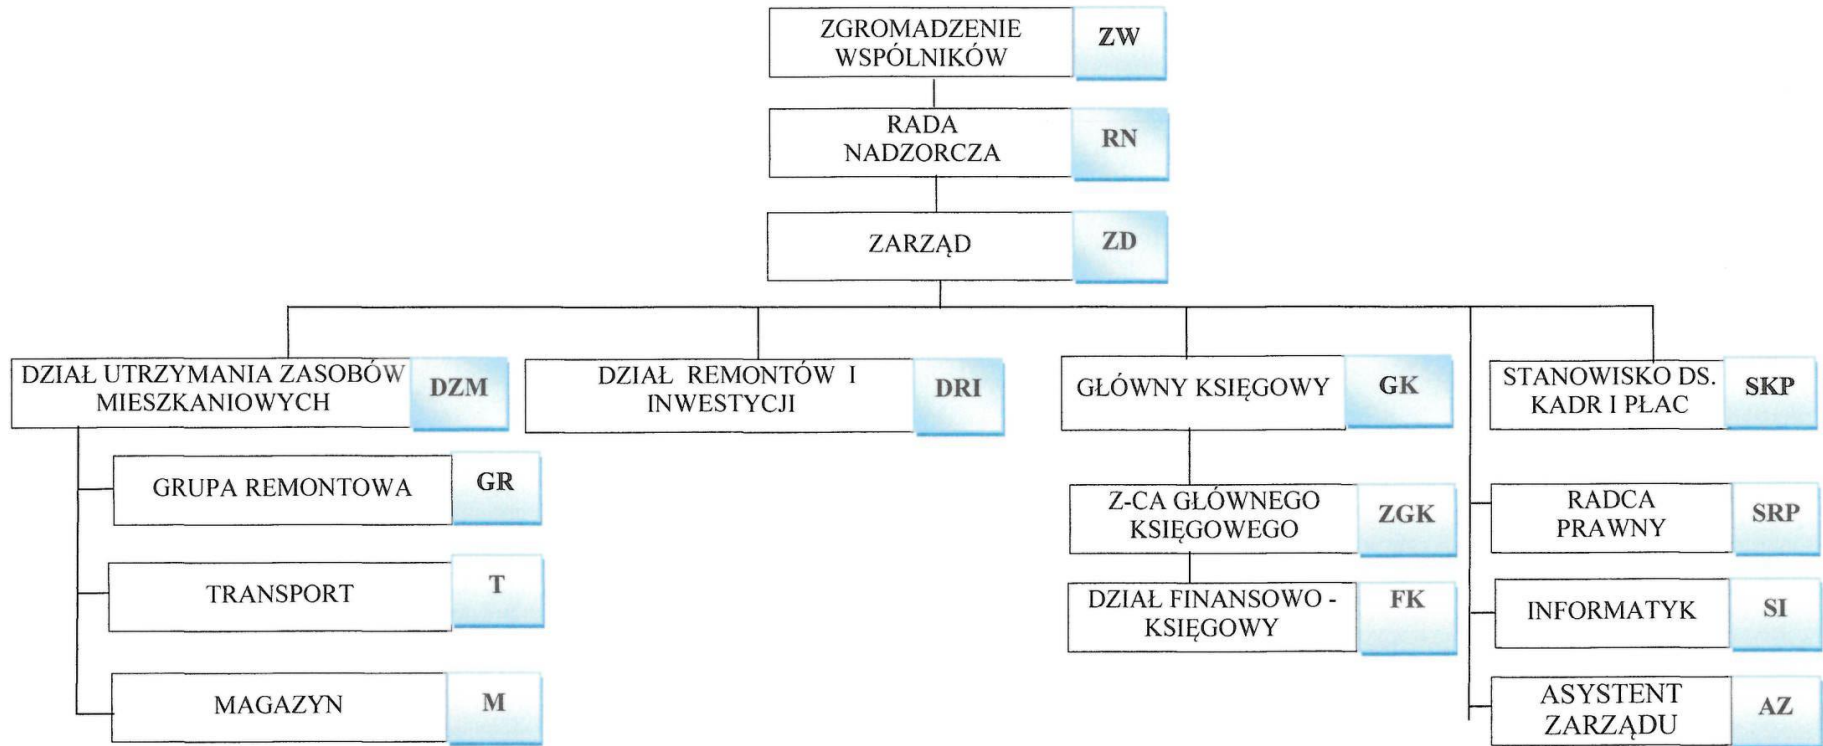 ZGROMADZENIE
WSPÓLNIKÓW
ZW
RADA
NADZORCZA
RN
ZARZĄD
ZD
DZIAŁ UTRZYMANIA ZASOBÓW
MIESZKANIOWYCH
DZM
DZIAŁ REMONTÓW I
INWESTYCJI
DRI
GŁÓWNY KSIĘGOWY
GK
STANOWISKO DS.
KADR I PŁAC
SKP
GRUPA REMONTOWA
GR
Z-CA GŁÓWNEGO
KSIĘGOWEGO
ZGK
RADCA
PRAWNY
SRP
TRANSPORT
T
DZIAŁ FINANSOWO -
KSIĘGOWY
FK
INFORMATYK
SI
MAGAZYN
M
ASYSTENT
ZARZĄDU
AZ